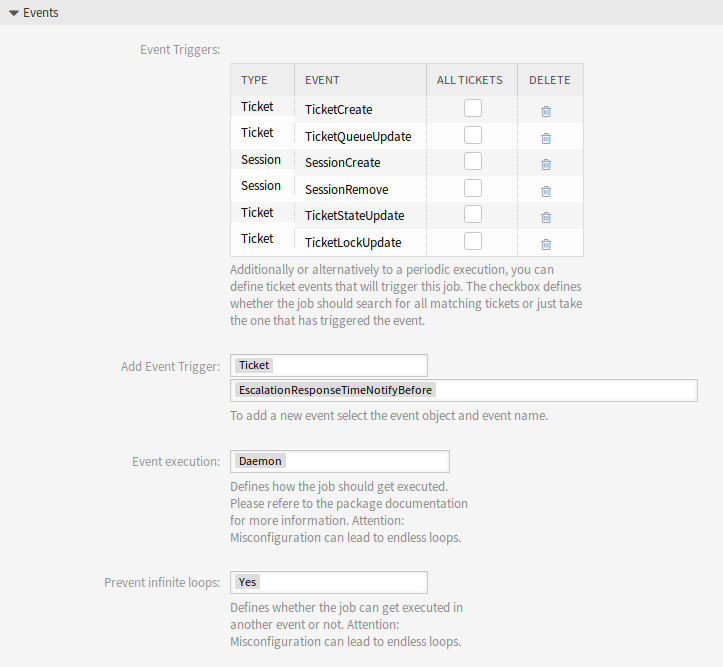 Events
Event Triggers:
TYPE EVENT ALL TICKETS DELETE
Ticket TicketCreate
Ticket TicketQueueUpdate
Session SessionCreate
Session SessionRemove
Ticket TicketStateUpdate
Ticket TicketLockUpdate
Additionally or alternatively to a periodic execution, you can
define ticket events that will trigger this job. The checkbox defines
whether the job should search for all matching tickets or just take
the one that has triggered the event.
Add Event Trigger: Ticket
EscalationResponseTimeNotifyBefore
To add a new event select the event object and event name.
Event execution: Daemon
Defines how the job should get executed.
Please refere to the package documentation
for more information. Attention:
Misconfiguration can lead to endless loops.
Prevent infinite loops: Yes
Defines whether the job can get executed in
another event or not. Attention:
Misconfiguration can lead to endless loops.